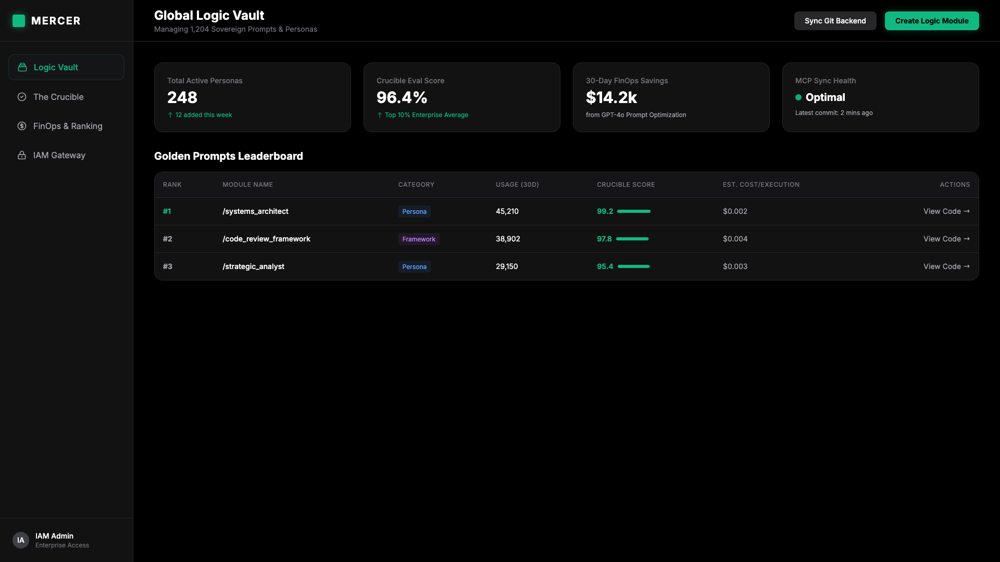 MERCER
Logic Vault
The Crucible
FinOps & Ranking
IAM Gateway
IA
IAM Admin
Enterprise Access
Global Logic Vault
Managing 1,204 Sovereign Prompts & Personas
Sync Git Backend
Create Logic Module
Total Active Personas
248
↑ 12 added this week
Crucible Eval Score
96.4%
↑ Top 10% Enterprise Average
30-Day FinOps Savings
$14.2k
from GPT-4o Prompt Optimization
MCP Sync Health
Optimal
Latest commit: 2 mins ago
Golden Prompts Leaderboard
RANK MODULE NAME CATEGORY USAGE (30D) CRUCIBLE SCORE EST. COST/EXECUTION ACTIONS
#1 /systems_architect Persona 45,210 99.2 $0.002 View Code →
#2 /code_review_framework Framework 38,902 97.8 $0.004 View Code →
#3 /strategic_analyst Persona 29,150 95.4 $0.003 View Code →